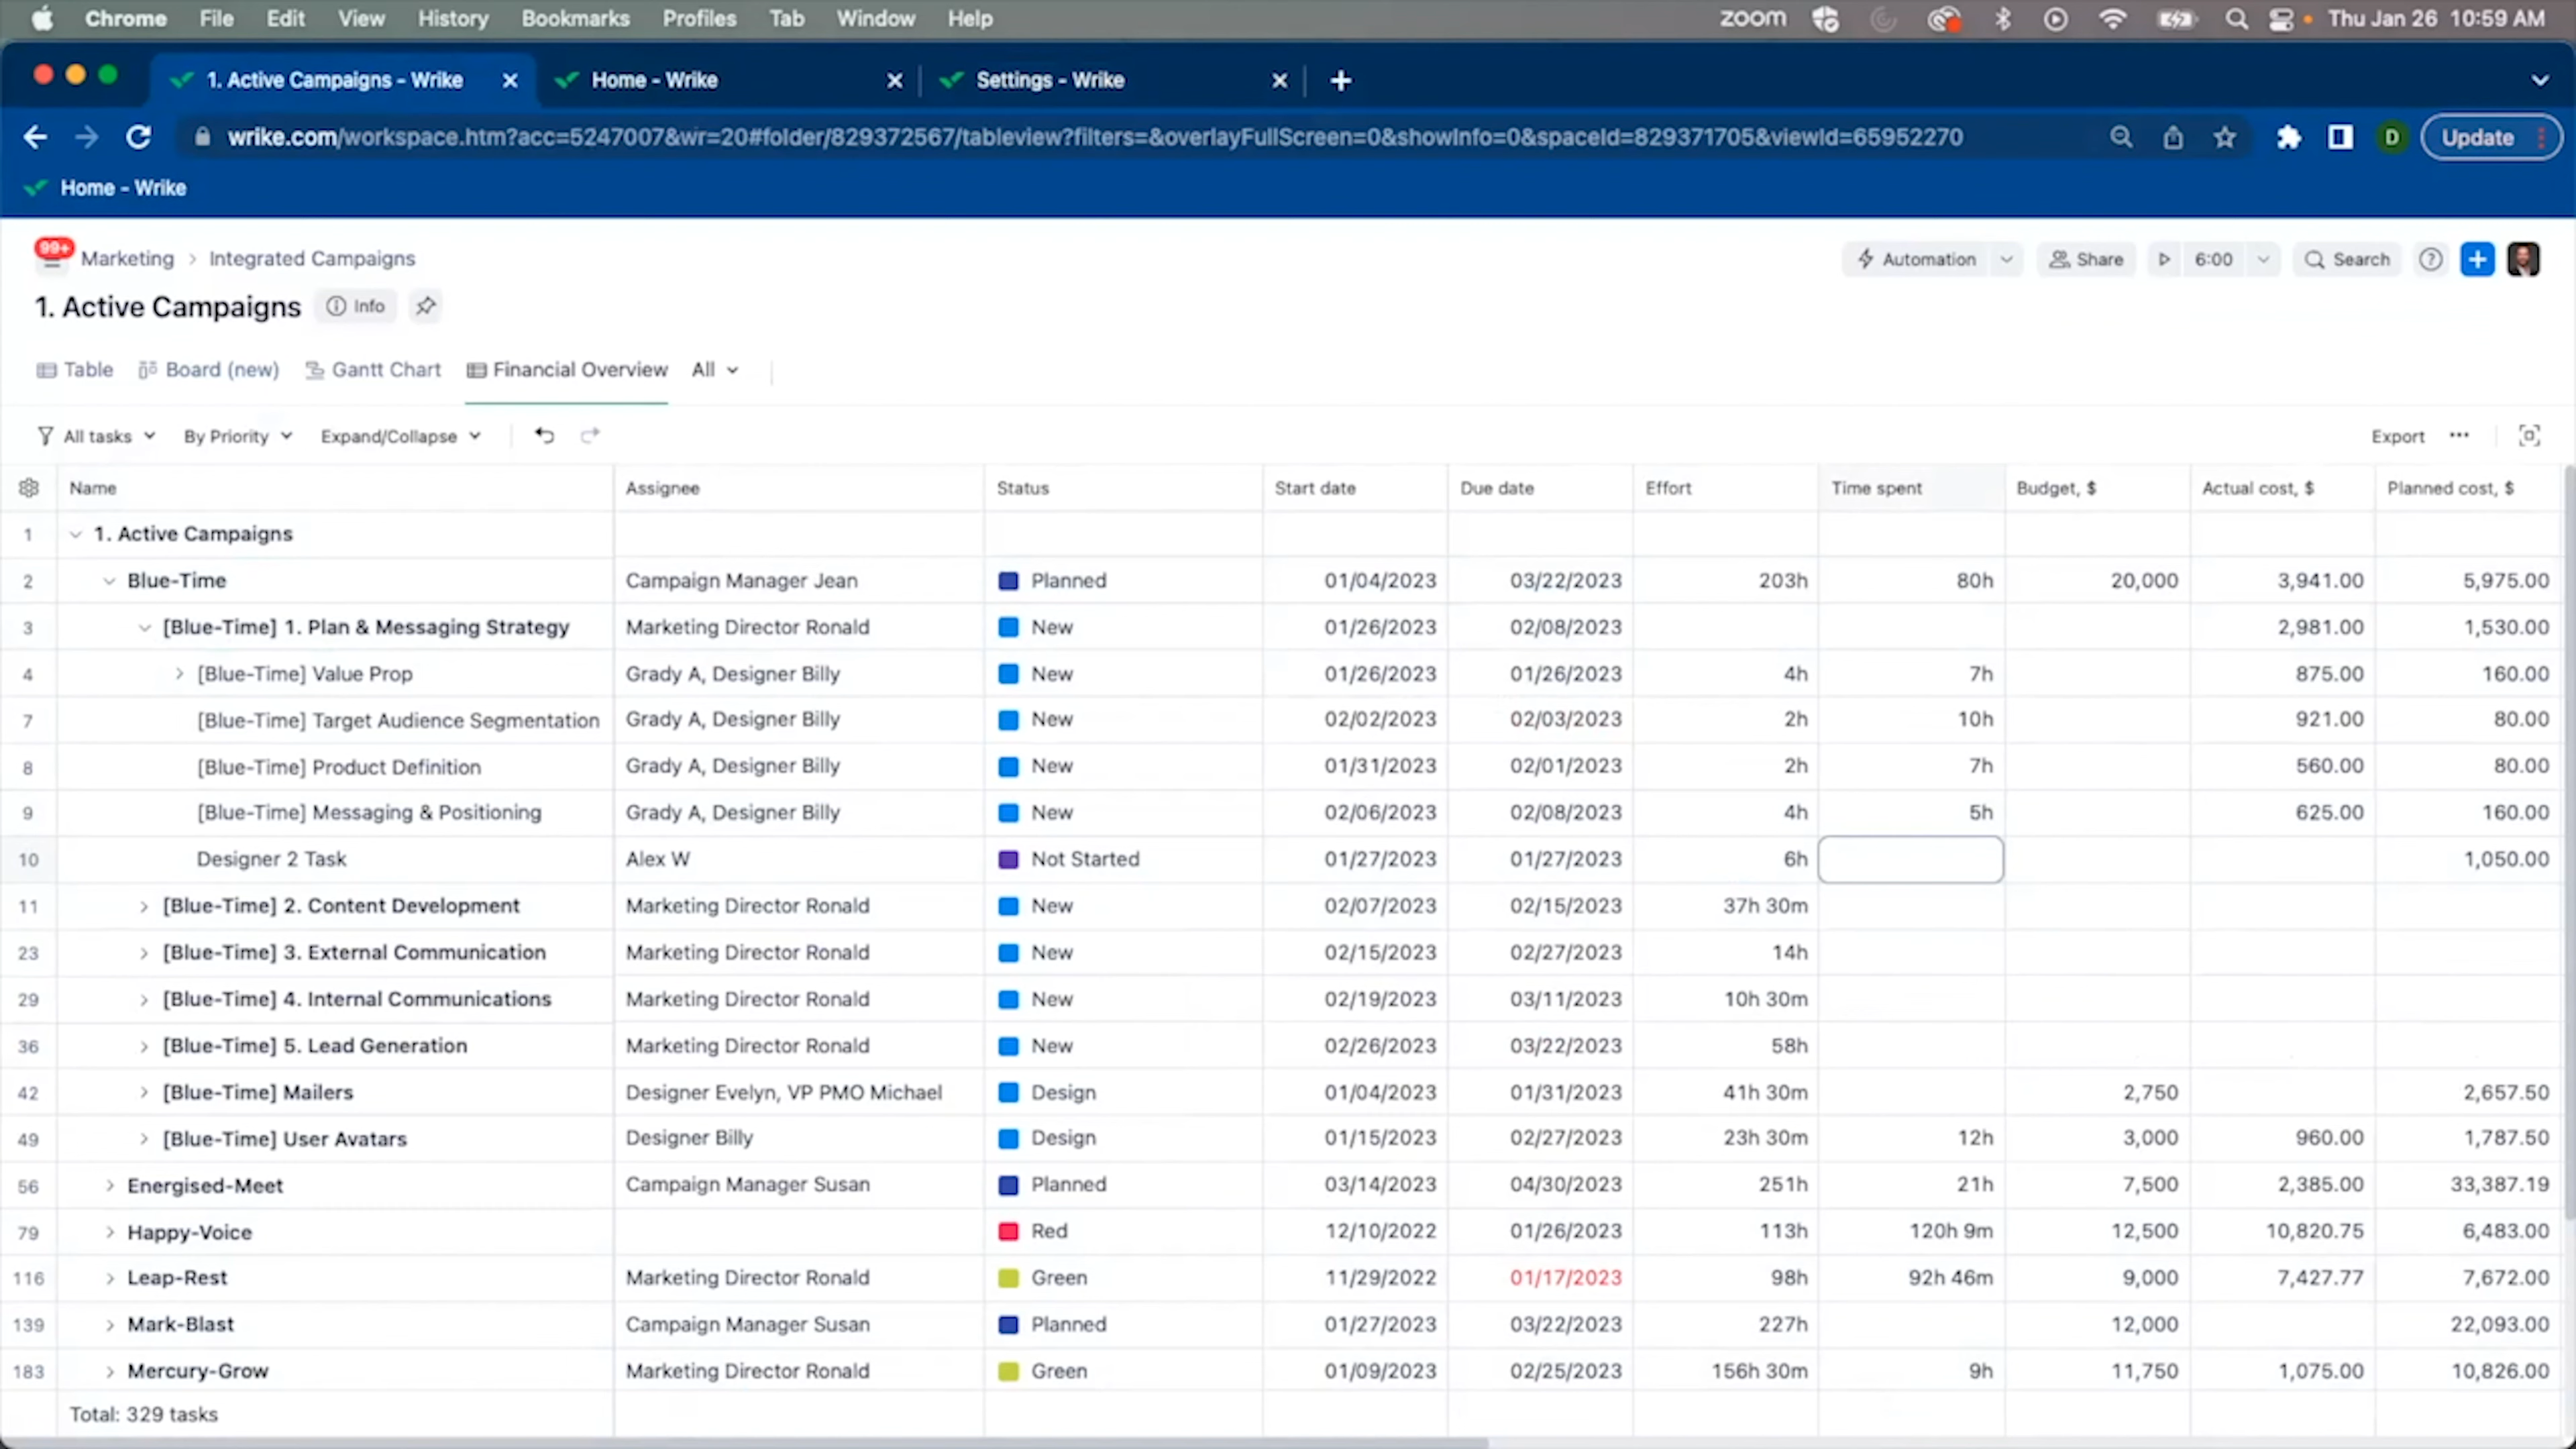 Chrome File Edit View History Bookmarks Profiles Tab Window Help zoom Thu Jan 26 10:59 AM
1. Active Campaigns - Wrike Home - Wrike Settings - Wrike
wrike.com/workspace.htm?acc=5247007&wir=20#folder/829372567/tableview?filters=&overlayFullScreen=0&showInfo=0&spaceId=829371705&viewId=65952270 D Update
Home - Wrike
99+ Marketing > Integrated Campaigns Automation Share 6:00 Search
1. Active Campaigns Info
Table Board (new) Gantt Chart Financial Overview All
All tasks By Priority Expand/Collapse Export
Name Assignee Status Start date Due date Effort Time spent Budget, $ Actual cost, $ Planned cost, $
1 1. Active Campaigns
2 Blue-Time Campaign Manager Jean Planned 01/04/2023 03/22/2023 203h 80h 20,000 3,941.00 5,975.00
3 [Blue-Time] 1. Plan & Messaging Strategy Marketing Director Ronald New 01/26/2023 02/08/2023 2,981.00 1,530.00
4 [Blue-Time] Value Prop Grady A, Designer Billy New 01/26/2023 01/26/2023 4h 7h 875.00 160.00
7 [Blue-Time] Target Audience Segmentation Grady A, Designer Billy New 02/02/2023 02/03/2023 2h 10h 921.00 80.00
8 [Blue-Time] Product Definition Grady A, Designer Billy New 01/31/2023 02/01/2023 2h 7h 560.00 80.00
9 [Blue-Time] Messaging & Positioning Grady A, Designer Billy New 02/06/2023 02/08/2023 4h 5h 625.00 160.00
10 Designer 2 Task Alex W Not Started 01/27/2023 01/27/2023 6h 1,050.00
11 [Blue-Time] 2. Content Development Marketing Director Ronald New 02/07/2023 02/15/2023 37h 30m
23 [Blue-Time] 3. External Communication Marketing Director Ronald New 02/15/2023 02/27/2023 14h
29 [Blue-Time] 4. Internal Communications Marketing Director Ronald New 02/19/2023 03/11/2023 10h 30m
36 [Blue-Time] 5. Lead Generation Marketing Director Ronald New 02/26/2023 03/22/2023 58h
42 [Blue-Time] Mailers Designer Evelyn, VP PMO Michael Design 01/04/2023 01/31/2023 41h 30m 2,750 2,657.50
49 [Blue-Time] User Avatars Designer Billy Design 01/15/2023 02/27/2023 23h 30m 12h 3,000 960.00 1,787.50
56 Energised-Meet Campaign Manager Susan Planned 03/14/2023 04/30/2023 251h 21h 7,500 2,385.00 33,387.19
79 Happy-Voice Red 12/10/2022 01/26/2023 113h 120h 9m 12,500 10,820.75 6,483.00
116 Leap-Rest Marketing Director Ronald Green 11/29/2022 01/17/2023 98h 92h 46m 9,000 7,427.77 7,672.00
139 Mark-Blast Campaign Manager Susan Planned 01/27/2023 03/22/2023 227h 12,000 22,093.00
183 Mercury-Grow Marketing Director Ronald Green 01/09/2023 02/25/2023 156h 30m 9h 11,750 1,075.00 10,826.00
Total: 329 tasks